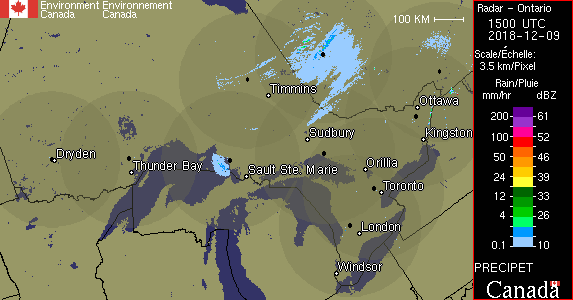 Environment Environnement
Canada Canada
100 KM
Timmins
Ottawa
Sudbury
Kingston
Dryden
Thunder Bay
Sault Ste. Marie
Orillia
Toronto
London
Windsor
Radar - Ontario
1500 UTC
2018-12-09
Scale/Échelle:
3.5 km/Pixel
Rain/Pluie
mm/hr dBZ
200 61
100 52
50 46
24 39
12 33
4 26
1 20
0.1 10
PRECIPET
Canada